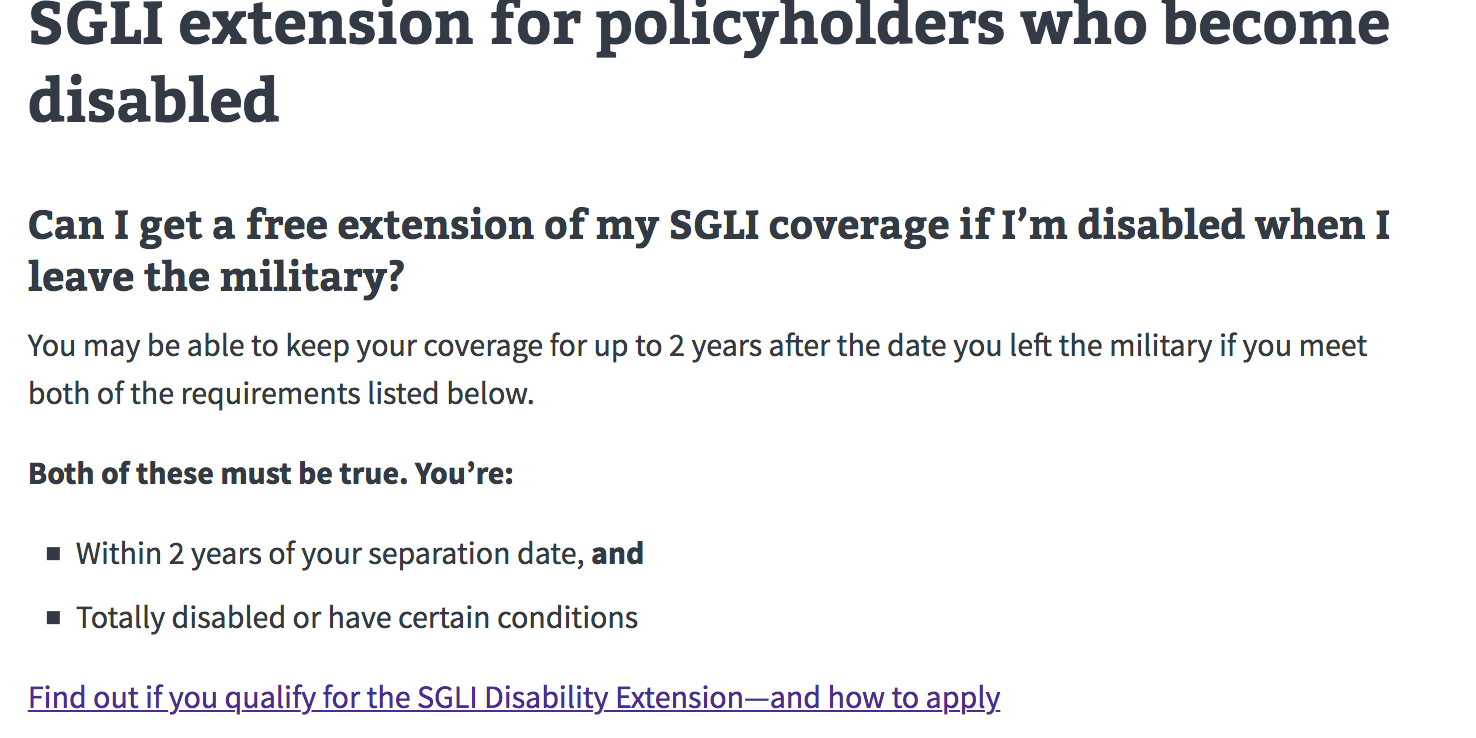 SGLI extension for policyholders who become
disabled
Can I get a free extension of my SGLI coverage if I’m disabled when I
leave the military?
You may be able to keep your coverage for up to 2 years after the date you left the military if you meet
both of the requirements listed below.
Both of these must be true. You’re:
▪ Within 2 years of your separation date, and
▪ Totally disabled or have certain conditions
Find out if you qualify for the SGLI Disability Extension—and how to apply